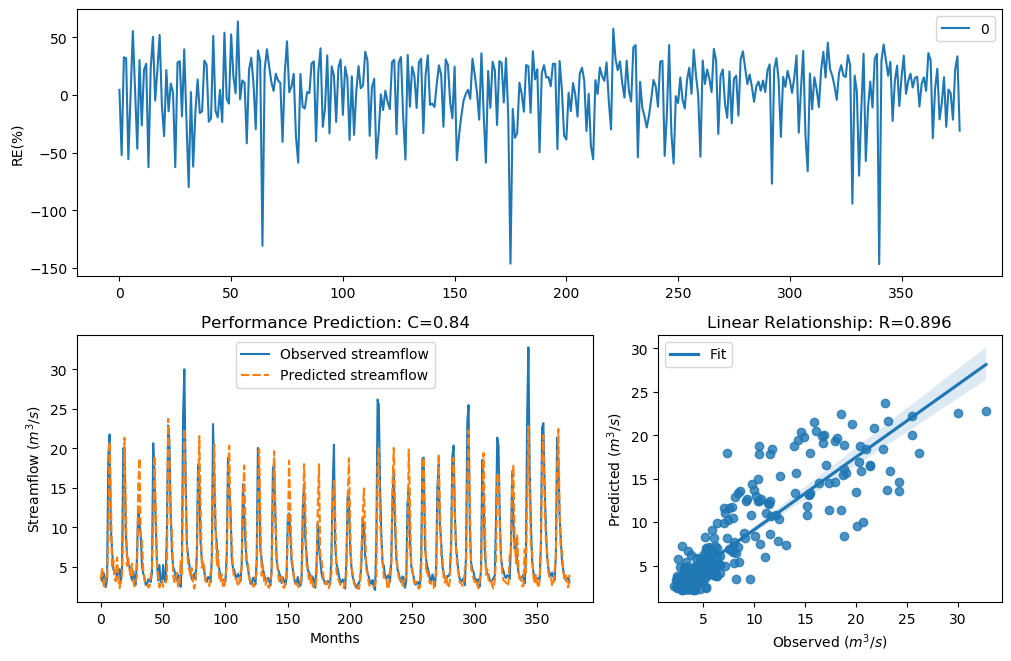 50
0
−50
−100
−150
RE(%)
0
0 50 100 150 200 250 300 350
Performance Prediction: C=0.84
Observed streamflow
Predicted streamflow
30
25
20
15
10
5
Streamflow (m³/s)
0 50 100 150 200 250 300 350
Months
Linear Relationship: R=0.896
Fit
30
25
20
15
10
5
Predicted (m³/s)
5 10 15 20 25 30
Observed (m³/s)